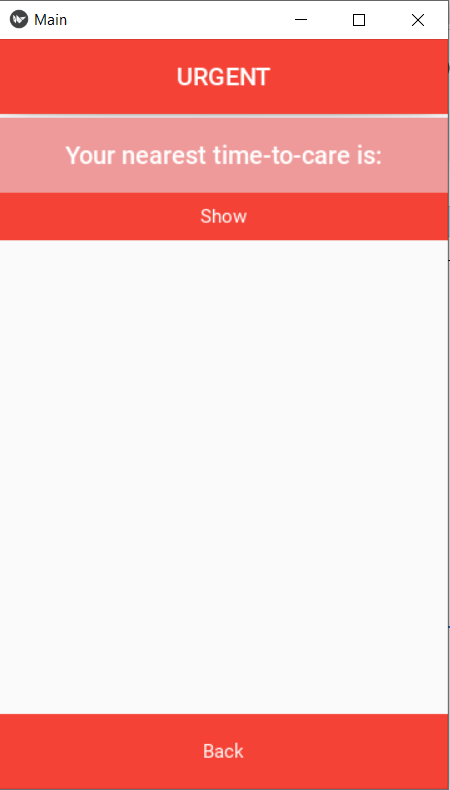 Main
URGENT
Your nearest time-to-care is:
Show
Back